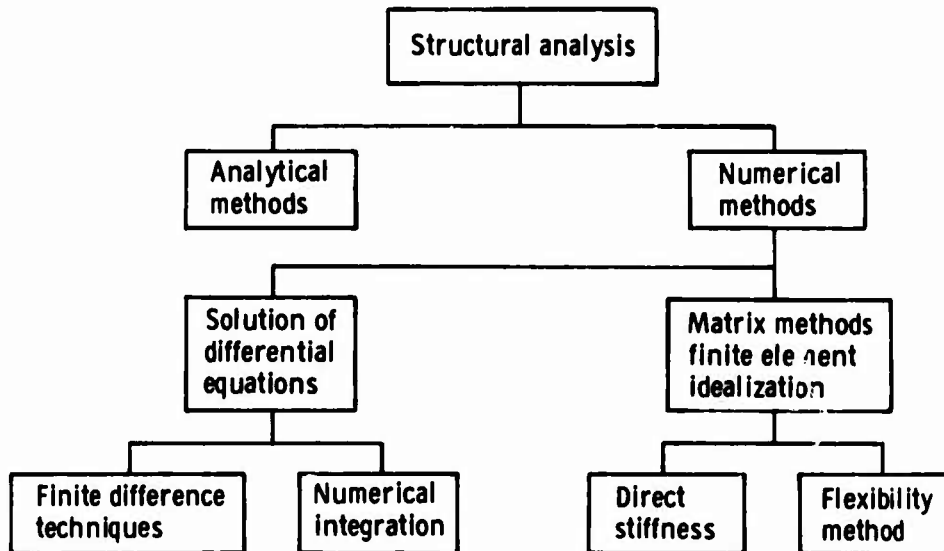 Structural analysis
Analytical
methods
Numerical
methods
Solution of
differential
equations
Matrix methods
finite element
idealization
Finite difference
techniques
Numerical
integration
Direct
stiffness
Flexibility
method